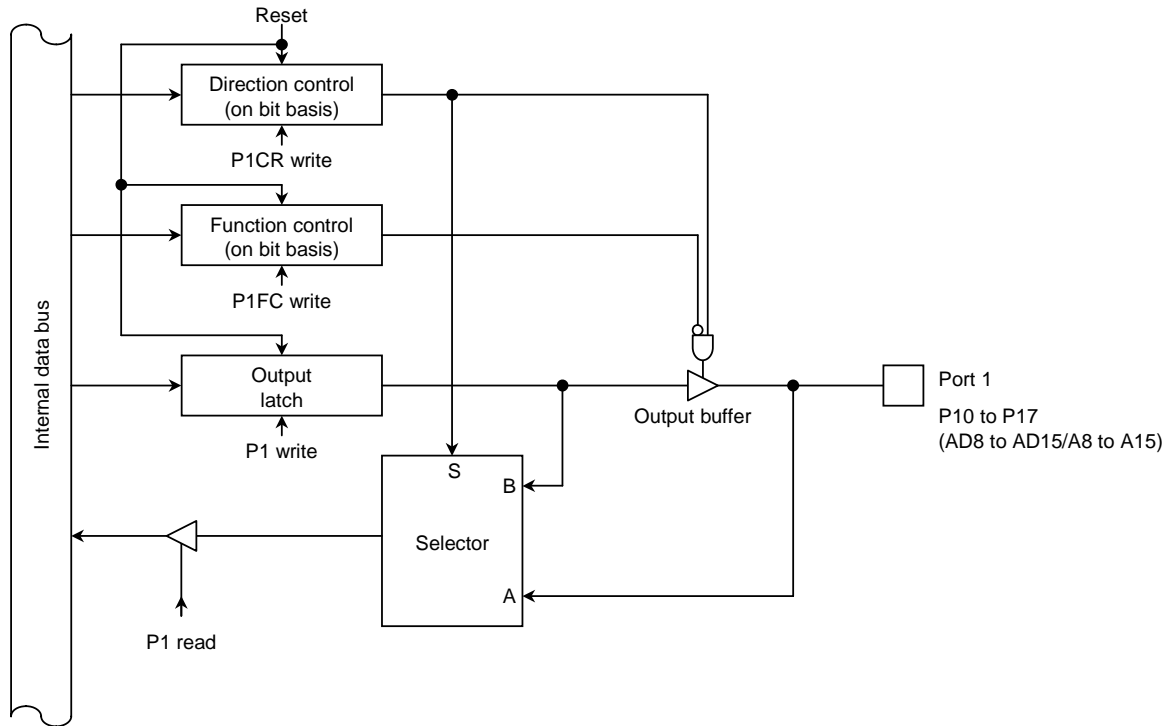 Reset
Direction control
(on bit basis)
P1CR write
Function control
(on bit basis)
P1FC write
Internal data bus
Output
latch
P1 write
Output buffer
Port 1
P10 to P17
(AD8 to AD15/A8 to A15)
S
B
Selector
A
P1 read